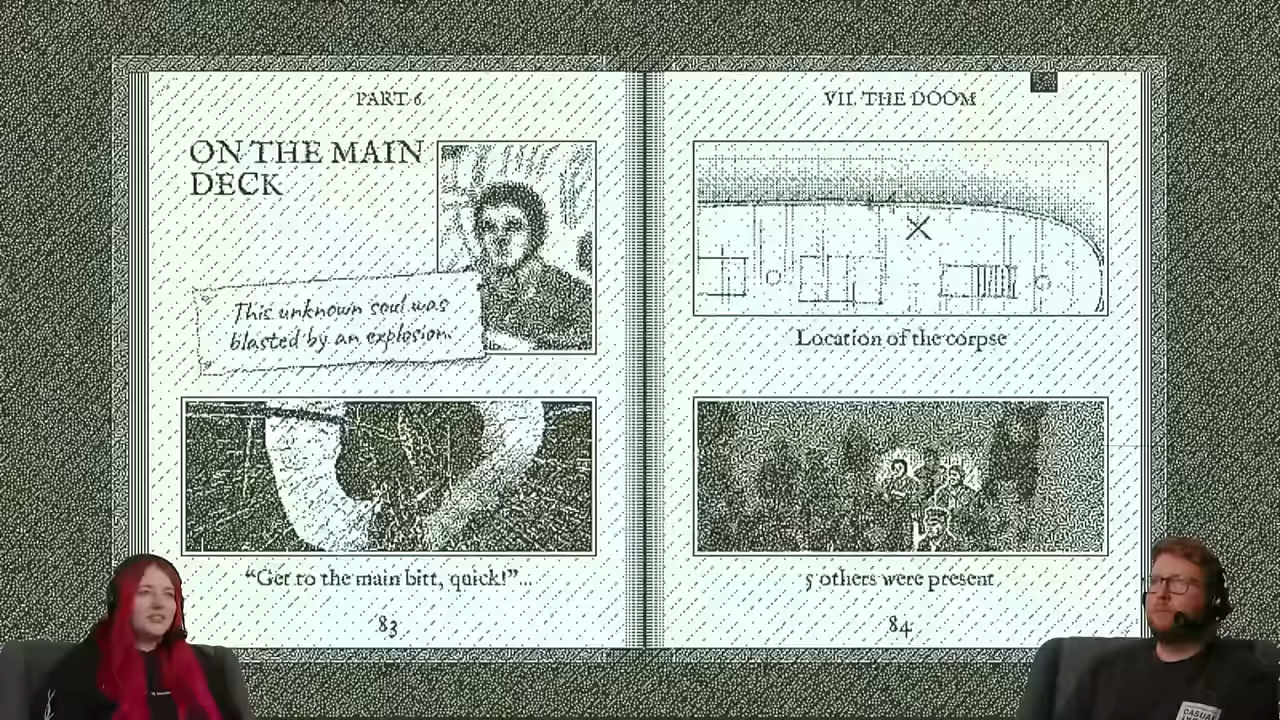 PART 6
ON THE MAIN
DECK
This unknown soul was
blasted by an explosion.
"Get to the main bitt, quick!"...
83
VII. THE DOOM
Location of the corpse
5 others were present
84